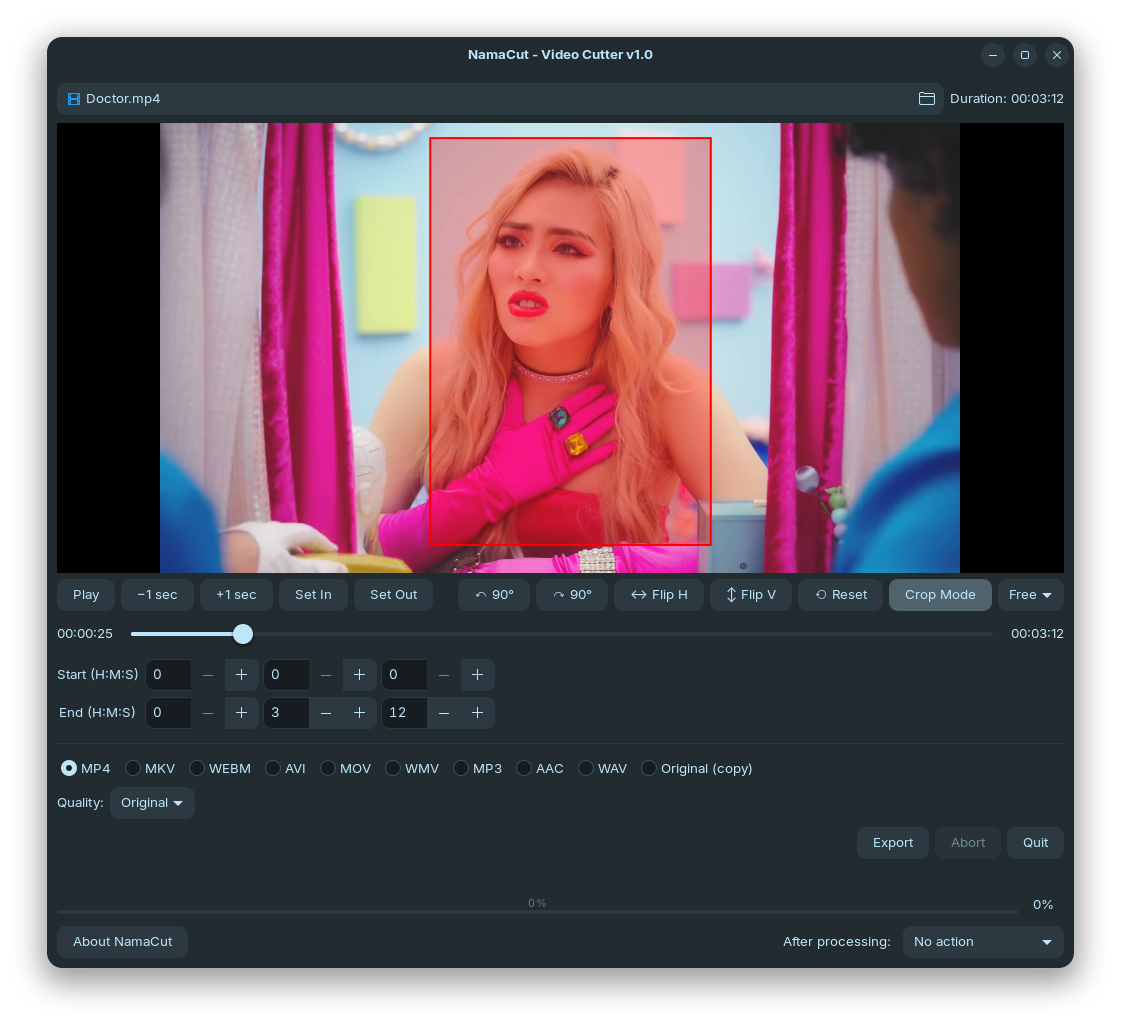 NamaCut - Video Cutter v1.0
Doctor.mp4 Duration: 00:03:12
Play −1 sec +1 sec Set In Set Out 90° 90° Flip H Flip V Reset Crop Mode Free
00:00:25 00:03:12
Start (H:M:S) 0 − + 0 − + 0 − +
End (H:M:S) 0 − + 3 − + 12 − +
MP4 MKV WEBM AVI MOV WMV MP3 AAC WAV Original (copy)
Quality: Original
Export Abort Quit
0% 0%
About NamaCut After processing: No action